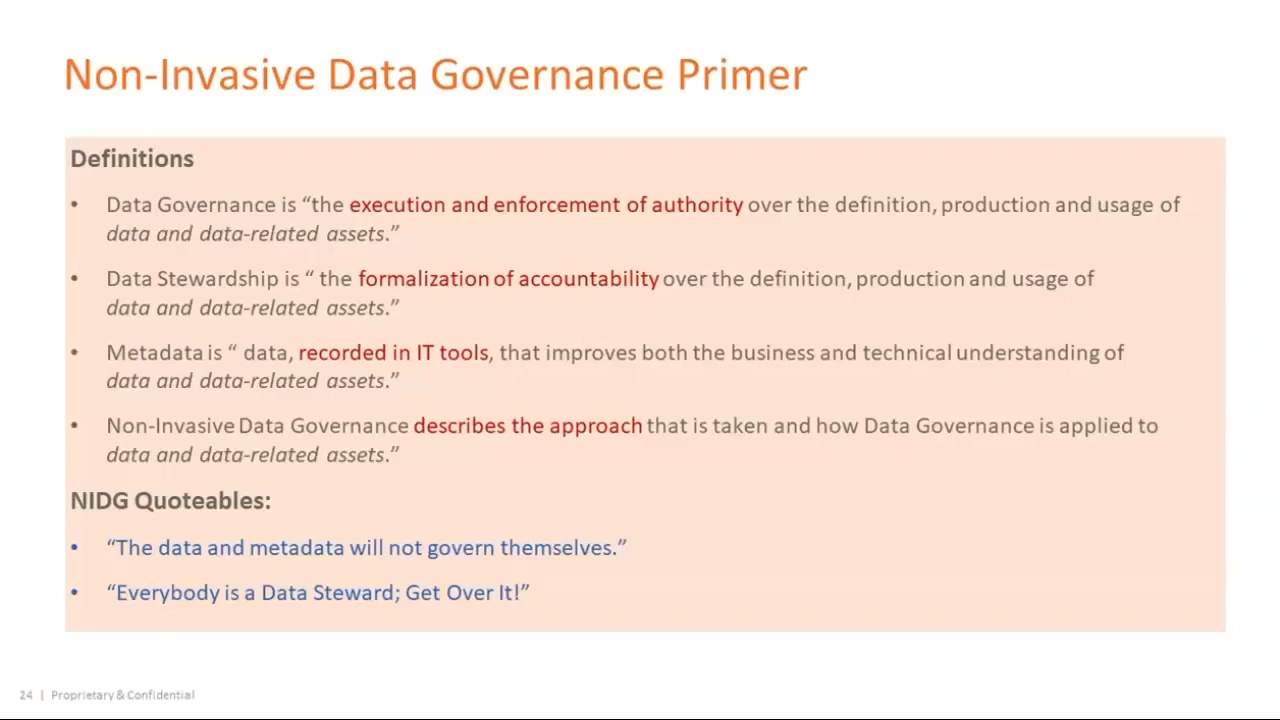 Non-Invasive Data Governance Primer
Definitions
• Data Governance is “the execution and enforcement of authority over the definition, production and usage of
data and data-related assets.”
• Data Stewardship is “ the formalization of accountability over the definition, production and usage of
data and data-related assets.”
• Metadata is “ data, recorded in IT tools, that improves both the business and technical understanding of
data and data-related assets.”
• Non-Invasive Data Governance describes the approach that is taken and how Data Governance is applied to
data and data-related assets.”
NIDG Quoteables:
• “The data and metadata will not govern themselves.”
• “Everybody is a Data Steward; Get Over It!”
24 | Proprietary & Confidential